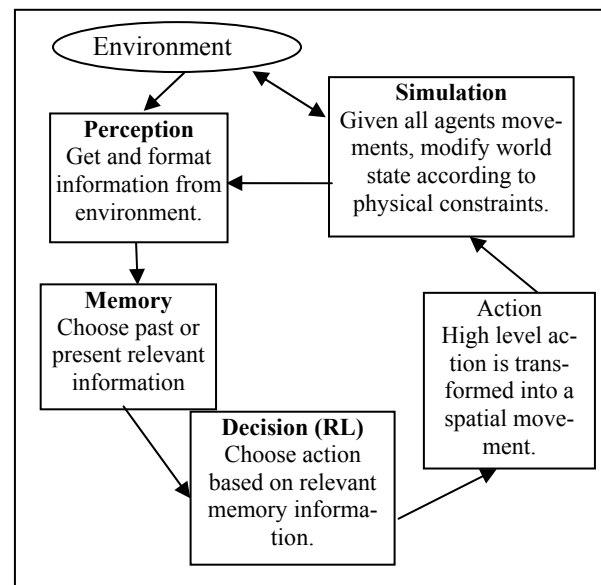 Environment
Simulation
Given all agents move-
ments, modify world
state according to
physical constraints.
Perception
Get and format
information from
environment.
Memory
Choose past or
present relevant
information
Action
High level ac-
tion is trans-
formed into a
spatial move-
ment.
Decision (RL)
Choose action
based on relevant
memory informa-
tion.